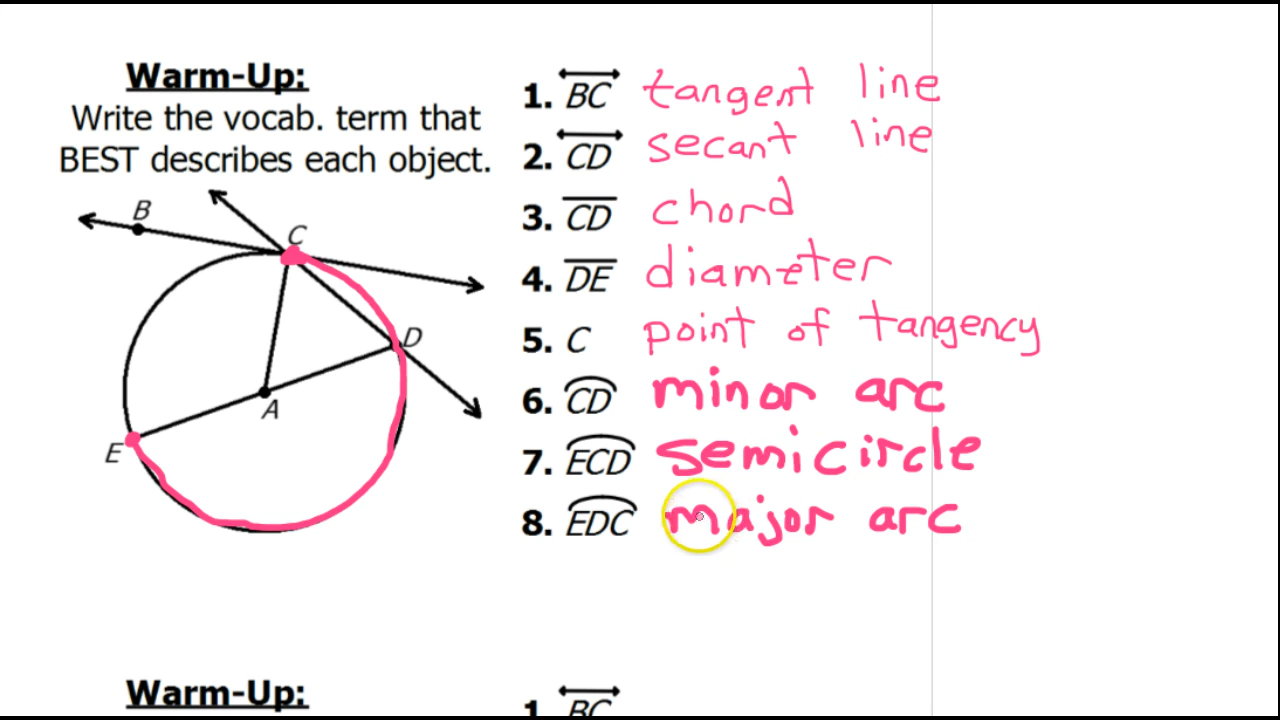 Warm-Up:
Write the vocab. term that
BEST describes each object.
B
C
D
A
E
1. BC tangent line
2. CD secant line
3. CD chord
4. DE diameter
5. C point of tangency
6. CD minor arc
7. ECD semicircle
8. EDC major arc
Warm-Up:
1. BC